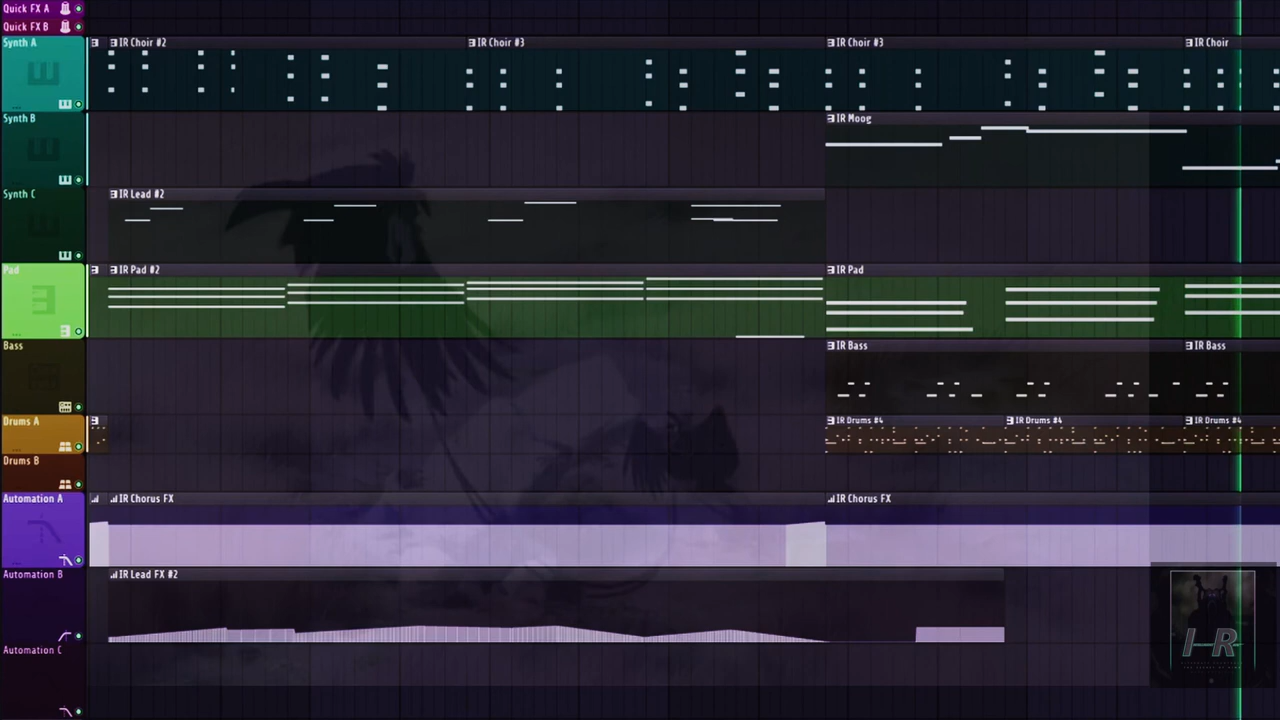 Quick FX A
Quick FX B
Synth A
IR Choir #2
IR Choir #3
IR Choir #3
IR Choir
Synth B
IR Moog
Synth C
IR Lead #2
Pad
IR Pad #2
IR Pad
Bass
IR Bass
IR Bass
Drums A
IR Drums #4
IR Drums #4
IR Drums #4
Drums B
Automation A
IR Chorus FX
IR Chorus FX
Automation B
IR Lead FX #2
Automation C
I-R